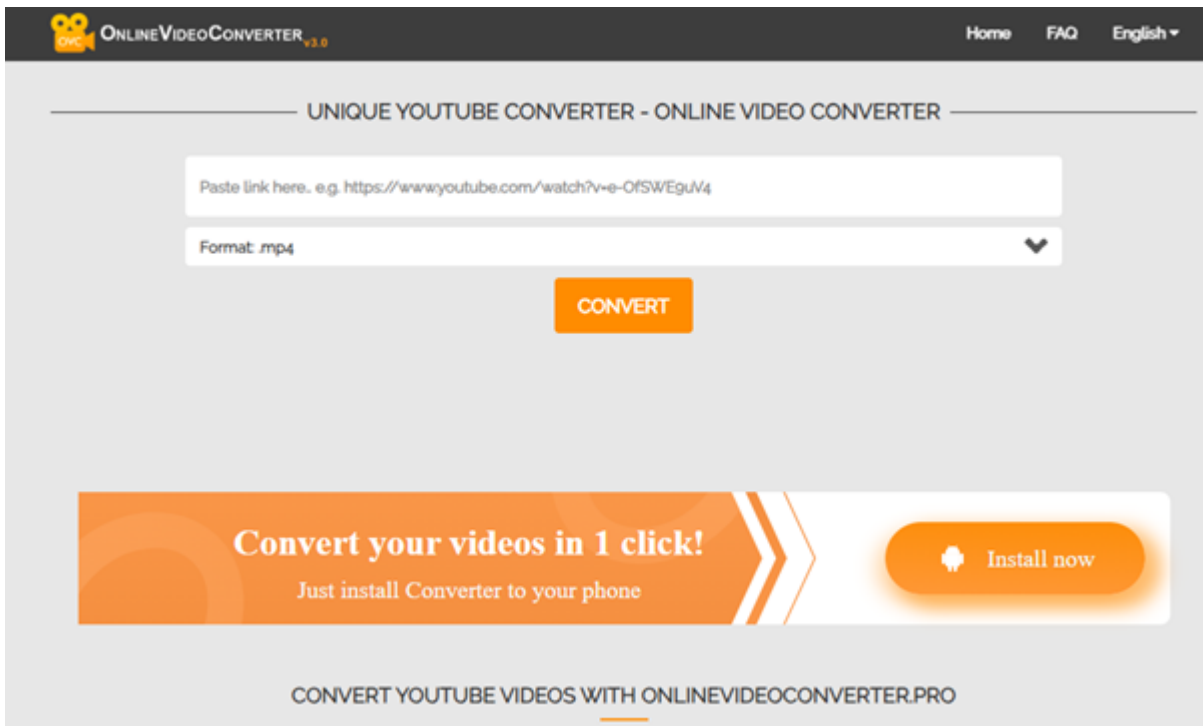 OVC
ONLINEVIDEOCONVERTER v3.0
Home FAQ English
UNIQUE YOUTUBE CONVERTER - ONLINE VIDEO CONVERTER
Paste link here.. e.g. https://www.youtube.com/watch?v=e-OfSWE9uV4
Format: .mp4
CONVERT
Convert your videos in 1 click!
Just install Converter to your phone
Install now
CONVERT YOUTUBE VIDEOS WITH ONLINEVIDEOCONVERTER.PRO